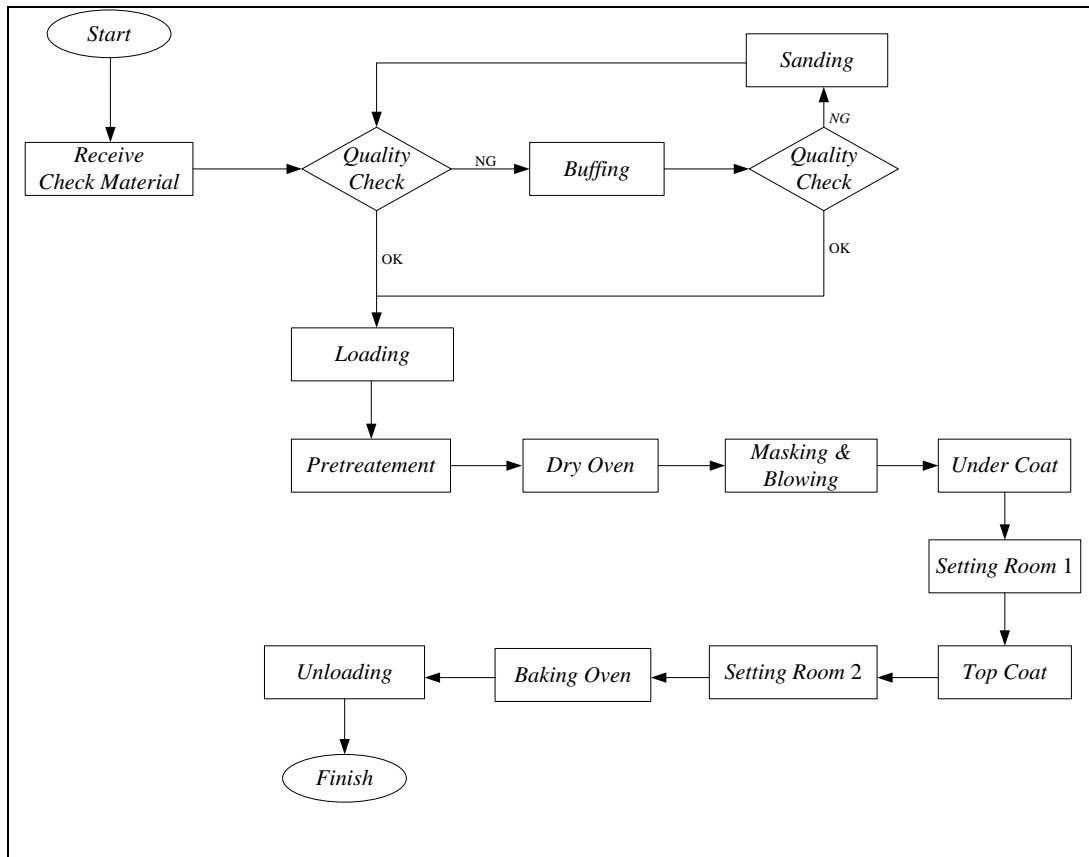 Start
Sanding
NG
Receive
Check Material
Quality
Check
NG
Buffing
Quality
Check
OK
OK
Loading
Pretreatement
Dry Oven
Masking &
Blowing
Under Coat
Setting Room 1
Unloading
Baking Oven
Setting Room 2
Top Coat
Finish